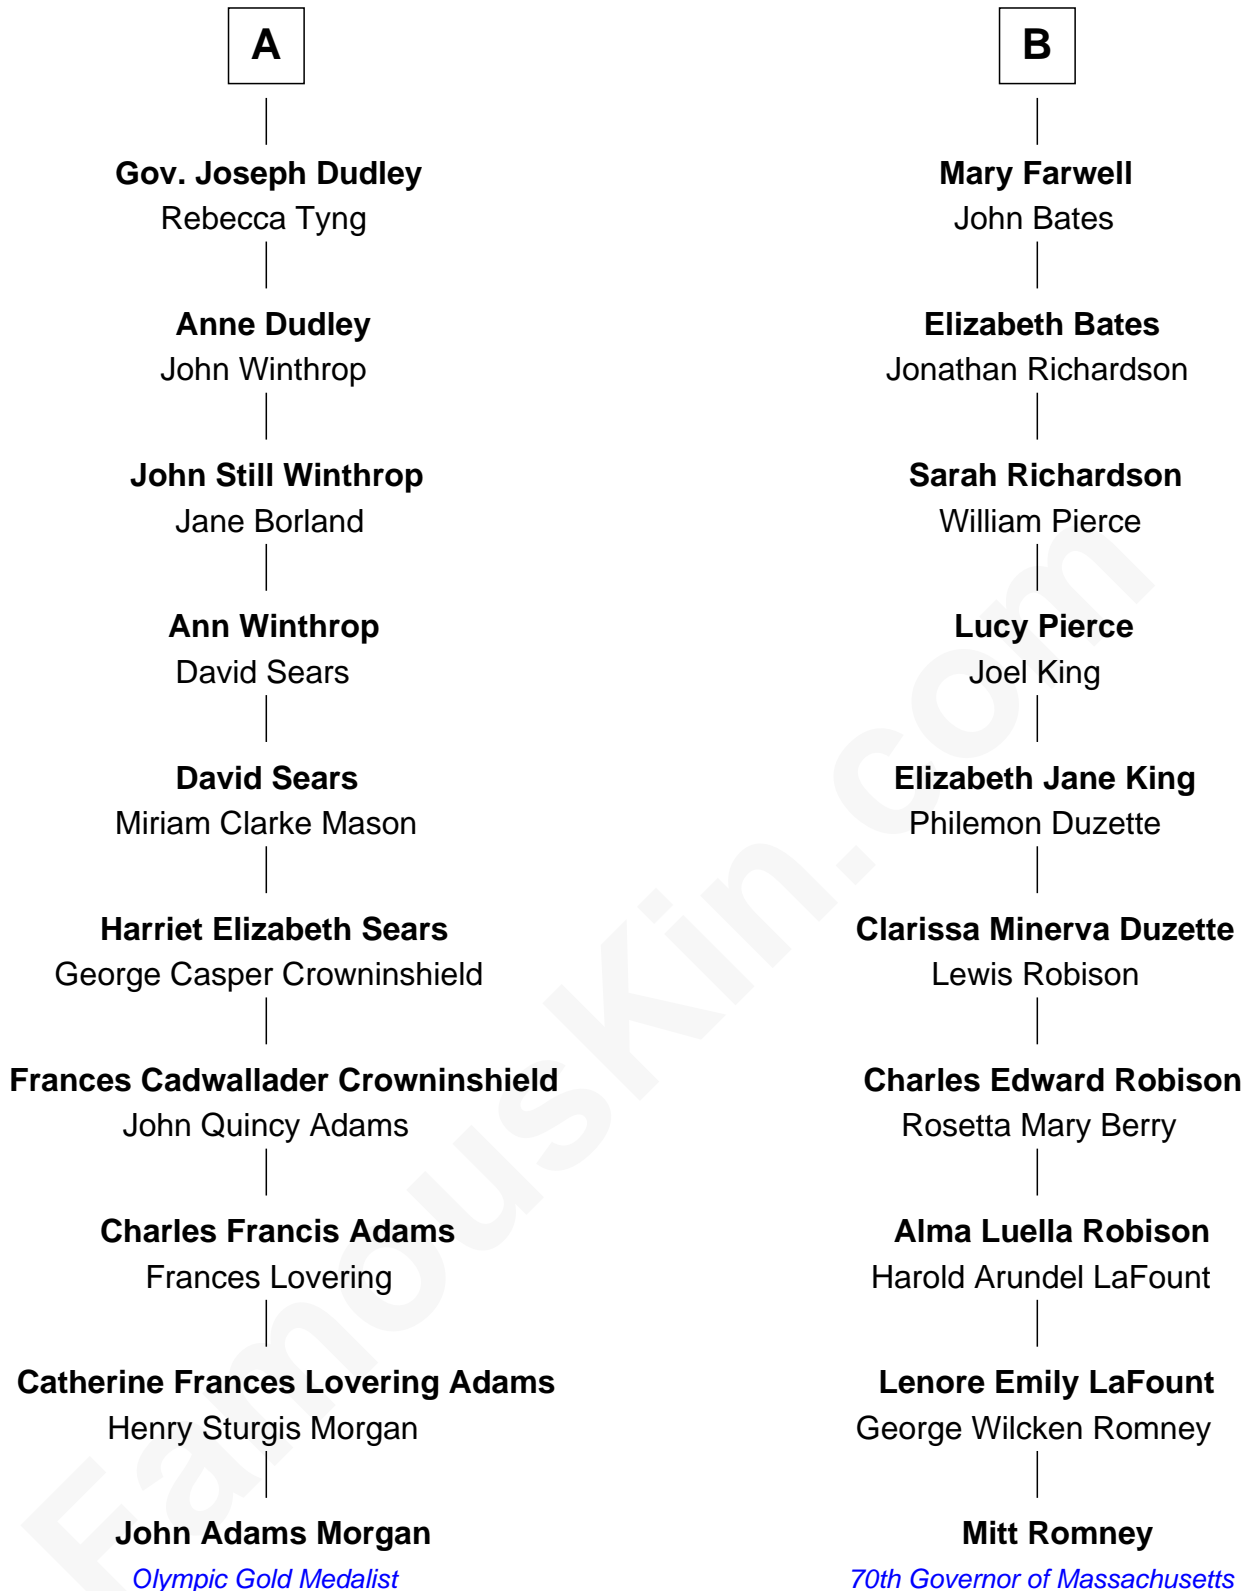 A
Gov. Joseph Dudley
Rebecca Tyng
Anne Dudley
John Winthrop
John Still Winthrop
Jane Borland
Ann Winthrop
David Sears
David Sears
Miriam Clarke Mason
Harriet Elizabeth Sears
George Casper Crowninshield
Frances Cadwallader Crowninshield
John Quincy Adams
Charles Francis Adams
Frances Lovering
Catherine Frances Lovering Adams
Henry Sturgis Morgan
John Adams Morgan
Olympic Gold Medalist
B
Mary Farwell
John Bates
Elizabeth Bates
Jonathan Richardson
Sarah Richardson
William Pierce
Lucy Pierce
Joel King
Elizabeth Jane King
Philemon Duzette
Clarissa Minerva Duzette
Lewis Robison
Charles Edward Robison
Rosetta Mary Berry
Alma Luella Robison
Harold Arundel LaFount
Lenore Emily LaFount
George Wilcken Romney
Mitt Romney
70th Governor of Massachusetts
FamousKin.com